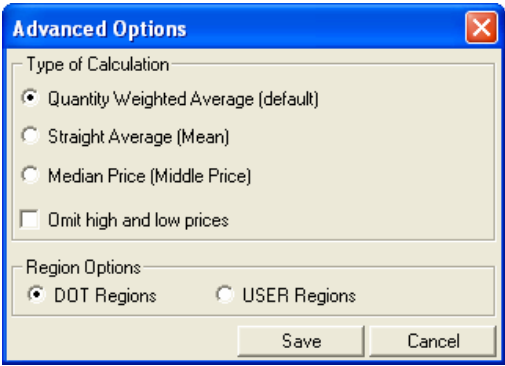 Advanced Options
Type of Calculation
Quantity Weighted Average (default)
Straight Average (Mean)
Median Price (Middle Price)
Omit high and low prices
Region Options
DOT Regions USER Regions
Save Cancel